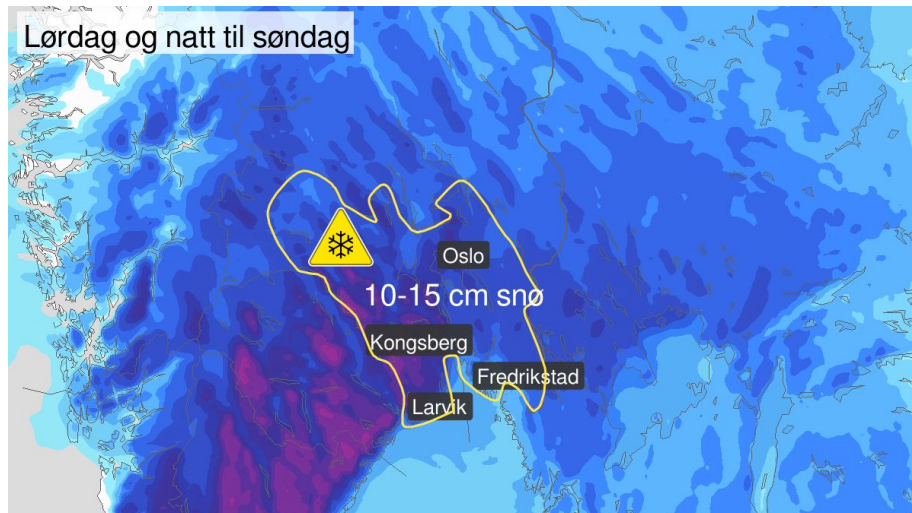 Lørdag og natt til søndag
Oslo
10-15 cm snø
Kongsberg
Fredrikstad
Larvik